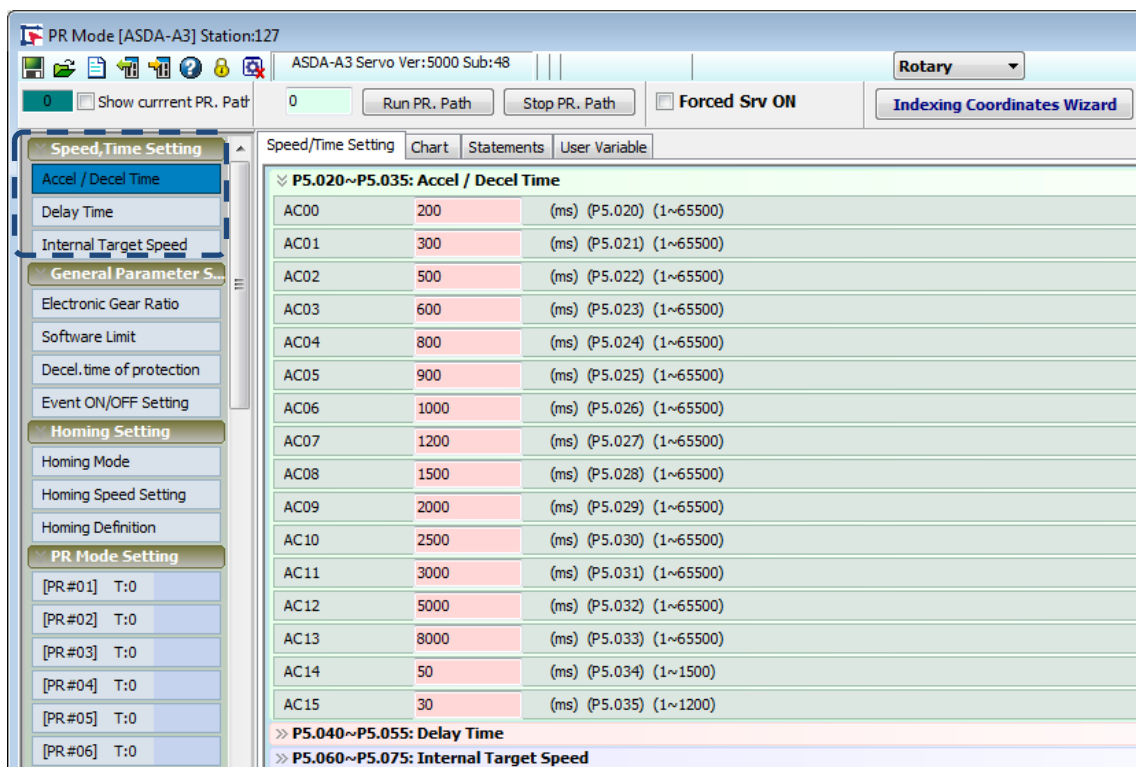 PR Mode [ASDA-A3] Station:127
ASDA-A3 Servo Ver:5000 Sub:48
Rotary
0
Show currrent PR. Path
0
Run PR. Path
Stop PR. Path
Forced Srv ON
Indexing Coordinates Wizard
Speed,Time Setting
Accel / Decel Time
Delay Time
Internal Target Speed
General Parameter S...
Electronic Gear Ratio
Software Limit
Decel.time of protection
Event ON/OFF Setting
Homing Setting
Homing Mode
Homing Speed Setting
Homing Definition
PR Mode Setting
[PR#01] T:0
[PR#02] T:0
[PR#03] T:0
[PR#04] T:0
[PR#05] T:0
[PR#06] T:0
Speed/Time Setting Chart Statements User Variable
P5.020~P5.035: Accel / Decel Time
AC00 200 (ms) (P5.020) (1~65500)
AC01 300 (ms) (P5.021) (1~65500)
AC02 500 (ms) (P5.022) (1~65500)
AC03 600 (ms) (P5.023) (1~65500)
AC04 800 (ms) (P5.024) (1~65500)
AC05 900 (ms) (P5.025) (1~65500)
AC06 1000 (ms) (P5.026) (1~65500)
AC07 1200 (ms) (P5.027) (1~65500)
AC08 1500 (ms) (P5.028) (1~65500)
AC09 2000 (ms) (P5.029) (1~65500)
AC10 2500 (ms) (P5.030) (1~65500)
AC11 3000 (ms) (P5.031) (1~65500)
AC12 5000 (ms) (P5.032) (1~65500)
AC13 8000 (ms) (P5.033) (1~65500)
AC14 50 (ms) (P5.034) (1~1500)
AC15 30 (ms) (P5.035) (1~1200)
P5.040~P5.055: Delay Time
P5.060~P5.075: Internal Target Speed